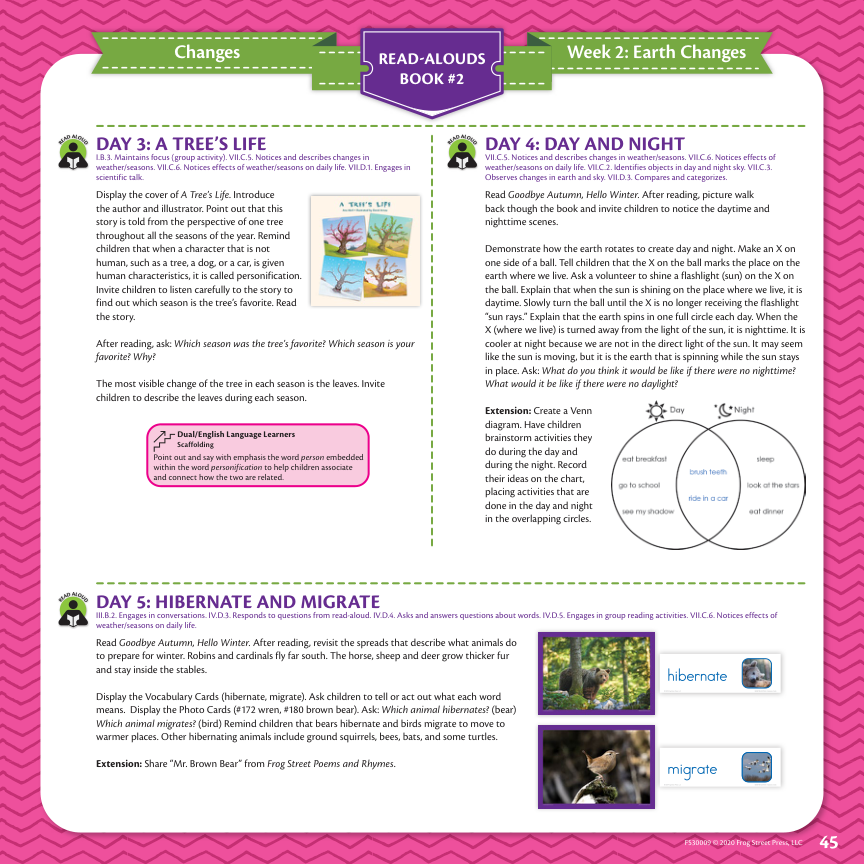 Changes
READ-ALOUDS
BOOK #2
Week 2: Earth Changes
READ ALOUD
DAY 3: A TREE'S LIFE
I.B.3. Maintains focus (group activity). VII.C.5. Notices and describes changes in
weather/seasons. VII.C.6. Notices effects of weather/seasons on daily life. VII.D.1. Engages in
scientific talk.
Display the cover of A Tree's Life. Introduce
the author and illustrator. Point out that this
story is told from the perspective of one tree
throughout all the seasons of the year. Remind
children that when a character that is not
human, such as a tree, a dog, or a car, is given
human characteristics, it is called personification.
Invite children to listen carefully to the story to
find out which season is the tree's favorite. Read
the story.
A TREE'S LIFE
After reading, ask: Which season was the tree's favorite? Which season is your
favorite? Why?
The most visible change of the tree in each season is the leaves. Invite
children to describe the leaves during each season.
Dual/English Language Learners
Scaffolding
Point out and say with emphasis the word person embedded
within the word personification to help children associate
and connect how the two are related.
READ ALOUD
DAY 4: DAY AND NIGHT
VII.C.5. Notices and describes changes in weather/seasons. VII.C.6. Notices effects of
weather/seasons on daily life. VII.C.2. Identifies objects in day and night sky. VII.C.3.
Observes changes in earth and sky. VII.D.3. Compares and categorizes.
Read Goodbye Autumn, Hello Winter. After reading, picture walk
back though the book and invite children to notice the daytime and
nighttime scenes.
Demonstrate how the earth rotates to create day and night. Make an X on
one side of a ball. Tell children that the X on the ball marks the place on the
earth where we live. Ask a volunteer to shine a flashlight (sun) on the X on
the ball. Explain that when the sun is shining on the place where we live, it is
daytime. Slowly turn the ball until the X is no longer receiving the flashlight
"sun rays." Explain that the earth spins in one full circle each day. When the
X (where we live) is turned away from the light of the sun, it is nighttime. It is
cooler at night because we are not in the direct light of the sun. It may seem
like the sun is moving, but it is the earth that is spinning while the sun stays
in place. Ask: What do you think it would be like if there were no nighttime?
What would it be like if there were no daylight?
Extension: Create a Venn
diagram. Have children
brainstorm activities they
do during the day and
during the night. Record
their ideas on the chart,
placing activities that are
done in the day and night
in the overlapping circles.
Day
Night
eat breakfast
go to school
see my shadow
brush teeth
ride in a car
sleep
look at the stars
eat dinner
READ ALOUD
DAY 5: HIBERNATE AND MIGRATE
III.B.2. Engages in conversations. IV.D.3. Responds to questions from read-aloud. IV.D.4. Asks and answers questions about words. IV.D.5. Engages in group reading activities. VII.C.6. Notices effects of
weather/seasons on daily life.
Read Goodbye Autumn, Hello Winter. After reading, revisit the spreads that describe what animals do
to prepare for winter. Robins and cardinals fly far south. The horse, sheep and deer grow thicker fur
and stay inside the stables.
Display the Vocabulary Cards (hibernate, migrate). Ask children to tell or act out what each word
means. Display the Photo Cards (#172 wren, #180 brown bear). Ask: Which animal hibernates? (bear)
Which animal migrates? (bird) Remind children that bears hibernate and birds migrate to move to
warmer places. Other hibernating animals include ground squirrels, bees, bats, and some turtles.
Extension: Share "Mr. Brown Bear" from Frog Street Poems and Rhymes.
hibernate
migrate
FS30009 © 2020 Frog Street Press, LLC
45